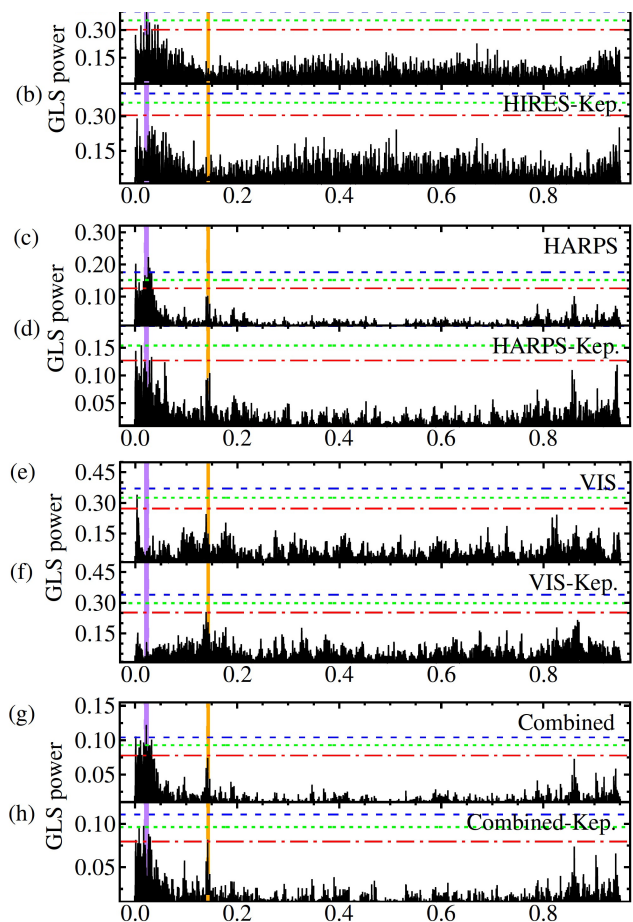 0.30
0.15
GLS power
(b)
HIRES-Kep.
0.30
0.15
0.0 0.2 0.4 0.6 0.8
(c)
0.30
HARPS
0.20
0.10
GLS power
(d)
HARPS-Kep.
0.15
0.10
0.05
0.0 0.2 0.4 0.6 0.8
(e)
0.45
VIS
0.30
0.15
GLS power
(f)
0.45
VIS-Kep.
0.30
0.15
0.0 0.2 0.4 0.6 0.8
(g)
0.15
Combined
0.10
0.05
GLS power
(h)
Combined-Kep.
0.10
0.05
0.0 0.2 0.4 0.6 0.8